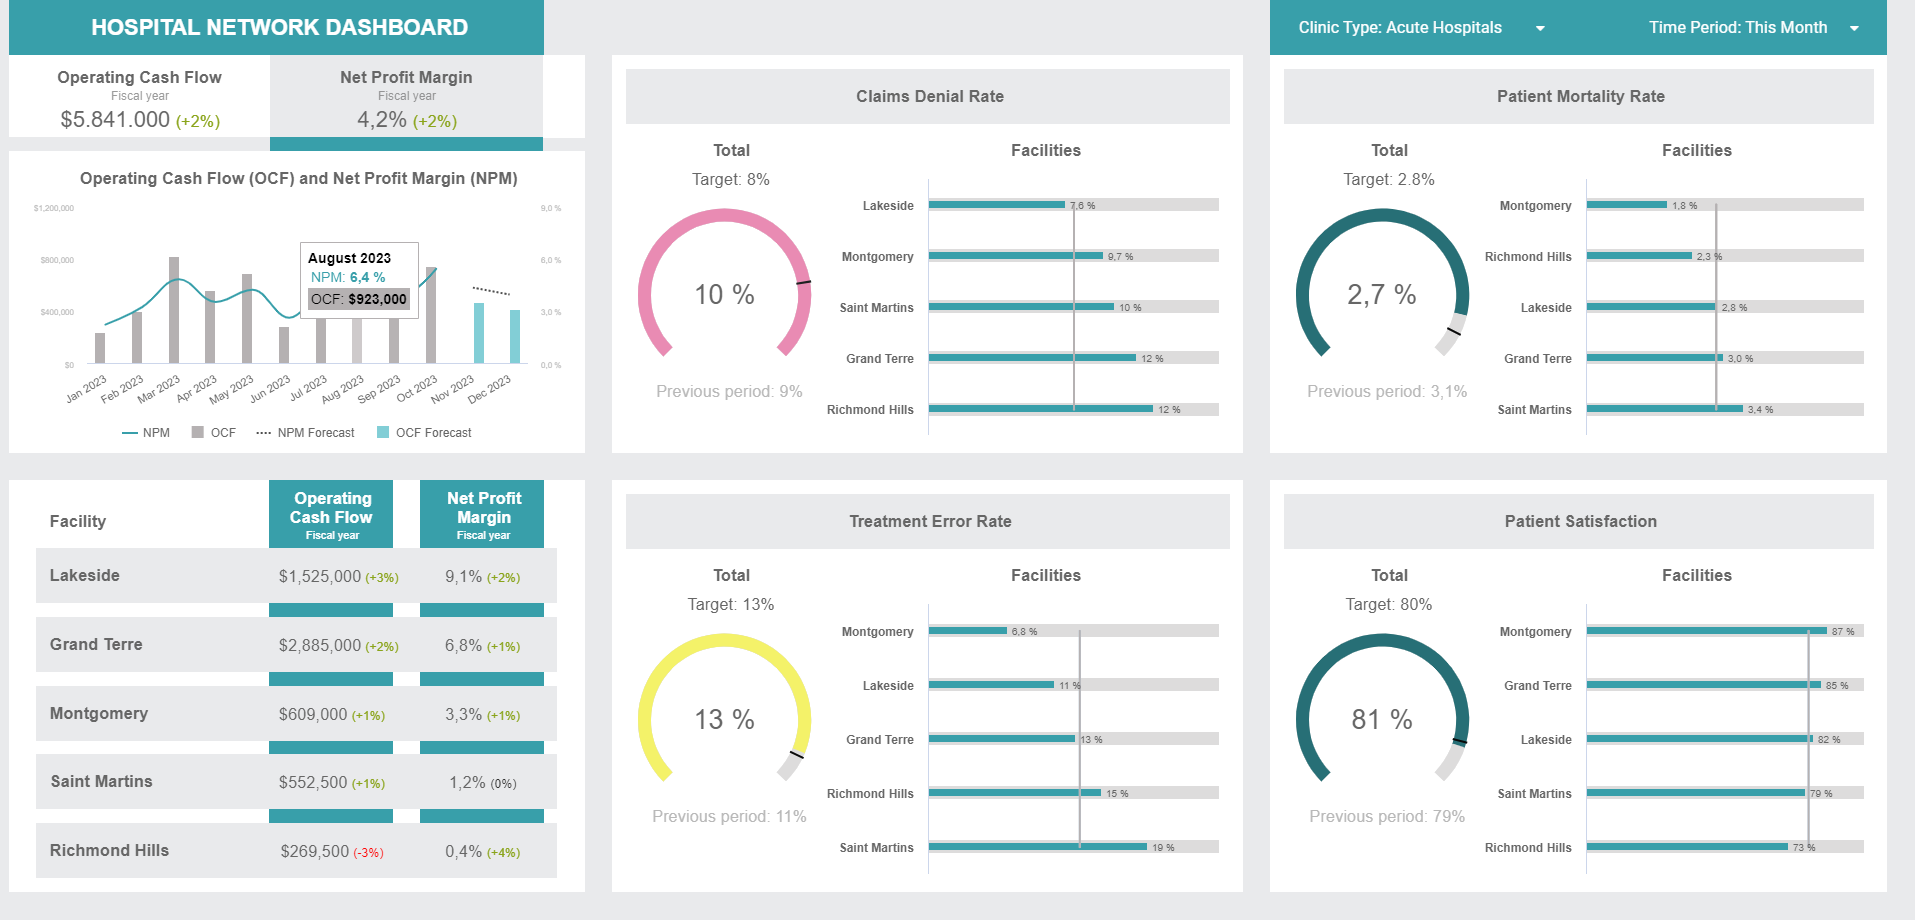 HOSPITAL NETWORK DASHBOARD
Clinic Type: Acute Hospitals
Time Period: This Month
Operating Cash Flow
Fiscal year
$5.841.000 (+2%)
Net Profit Margin
Fiscal year
4,2% (+2%)
Operating Cash Flow (OCF) and Net Profit Margin (NPM)
$1,200,000
$800,000
$400,000
$0
9,0 %
6,0 %
3,0 %
0,0 %
August 2023
NPM: 6,4 %
OCF: $923,000
Jan 2023
Feb 2023
Mar 2023
Apr 2023
May 2023
Jun 2023
Jul 2023
Aug 2023
Sep 2023
Oct 2023
Nov 2023
Dec 2023
NPM
OCF
NPM Forecast
OCF Forecast
Claims Denial Rate
Total
Target: 8%
10 %
Previous period: 9%
Facilities
Lakeside 7,6 %
Montgomery 9,7 %
Saint Martins 10 %
Grand Terre 12 %
Richmond Hills 12 %
Patient Mortality Rate
Total
Target: 2.8%
2,7 %
Previous period: 3,1%
Facilities
Montgomery 1,8 %
Richmond Hills 2,3 %
Lakeside 2,8 %
Grand Terre 3,0 %
Saint Martins 3,4 %
Facility
Operating
Cash Flow
Fiscal year
Net Profit
Margin
Fiscal year
Lakeside $1,525,000 (+3%) 9,1% (+2%)
Grand Terre $2,885,000 (+2%) 6,8% (+1%)
Montgomery $609,000 (+1%) 3,3% (+1%)
Saint Martins $552,500 (+1%) 1,2% (0%)
Richmond Hills $269,500 (-3%) 0,4% (+4%)
Treatment Error Rate
Total
Target: 13%
13 %
Previous period: 11%
Facilities
Montgomery 6,8 %
Lakeside 11 %
Grand Terre 13 %
Richmond Hills 15 %
Saint Martins 19 %
Patient Satisfaction
Total
Target: 80%
81 %
Previous period: 79%
Facilities
Montgomery 87 %
Grand Terre 85 %
Lakeside 82 %
Saint Martins 79 %
Richmond Hills 73 %